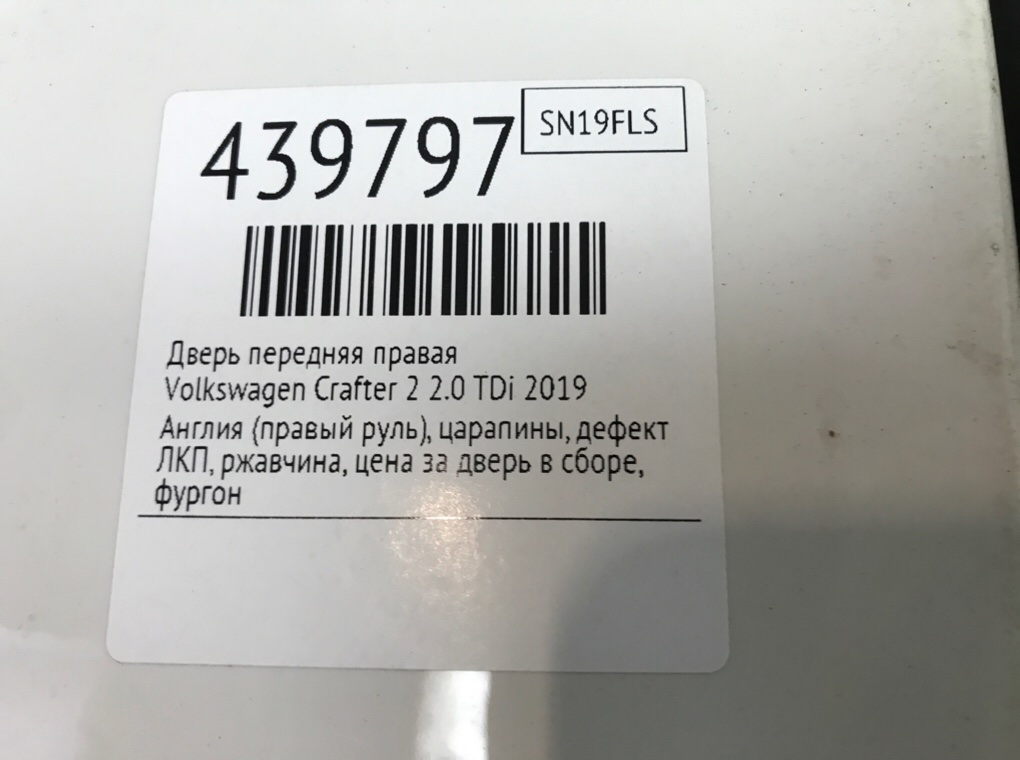 439797
SN19FLS
Дверь передняя правая
Volkswagen Crafter 2 2.0 TDi 2019
Англия (правый руль), царапины, дефект
ЛКП, ржавчина, цена за дверь в сборе,
фургон